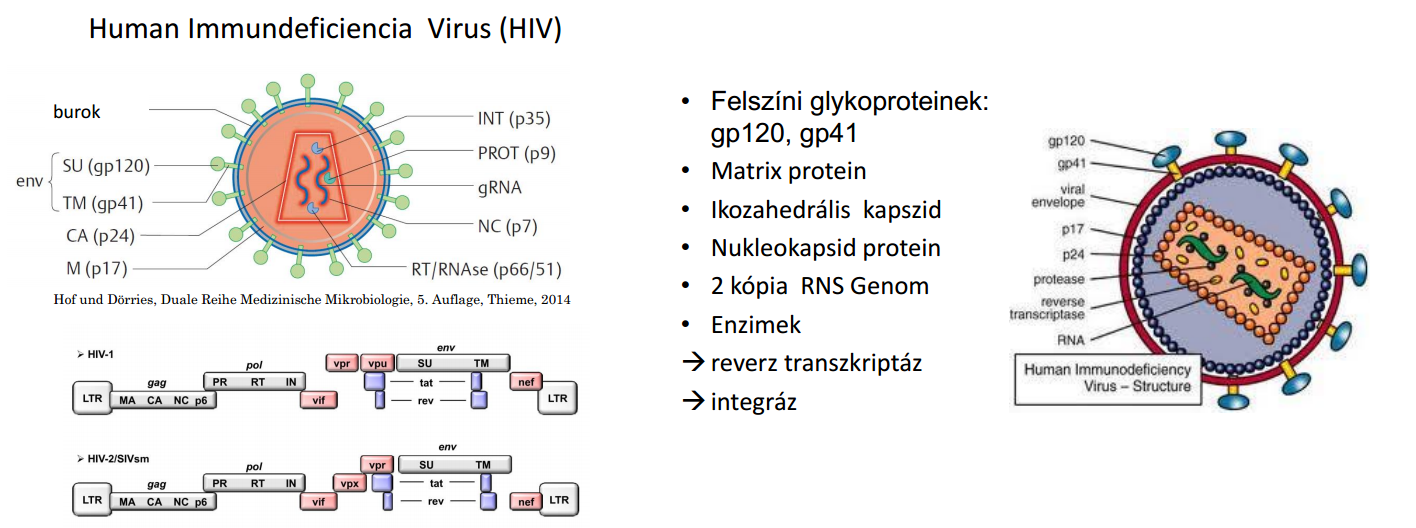 Human Immundeficiencia Virus (HIV)
burok
env
SU (gp120)
TM (gp41)
CA (p24)
M (p17)
INT (p35)
PROT (p9)
gRNA
NC (p7)
RT/RNAse (p66/51)
Hof und Dörries, Duale Reihe Medizinische Mikrobiologie, 5. Auflage, Thieme, 2014
➢ HIV-1
LTR
gag
MA CA NC p6
pol
PR RT IN
vif
vpr
vpu
env
SU TM
tat
rev
nef
LTR
➢ HIV-2/SIVsm
LTR
gag
MA CA NC p6
pol
PR RT IN
vif
vpx
vpr
env
SU TM
tat
rev
nef
LTR
• Felszíni glykoproteinek:
gp120, gp41
• Matrix protein
• Ikozahedrális kapszid
• Nukleokapsid protein
• 2 kópia RNS Genom
• Enzimek
→ reverz transzkriptáz
→ integráz
gp120
gp41
viral
envelope
p17
p24
protease
reverse
transcriptase
RNA
Human Immunodeficiency
Virus – Structure